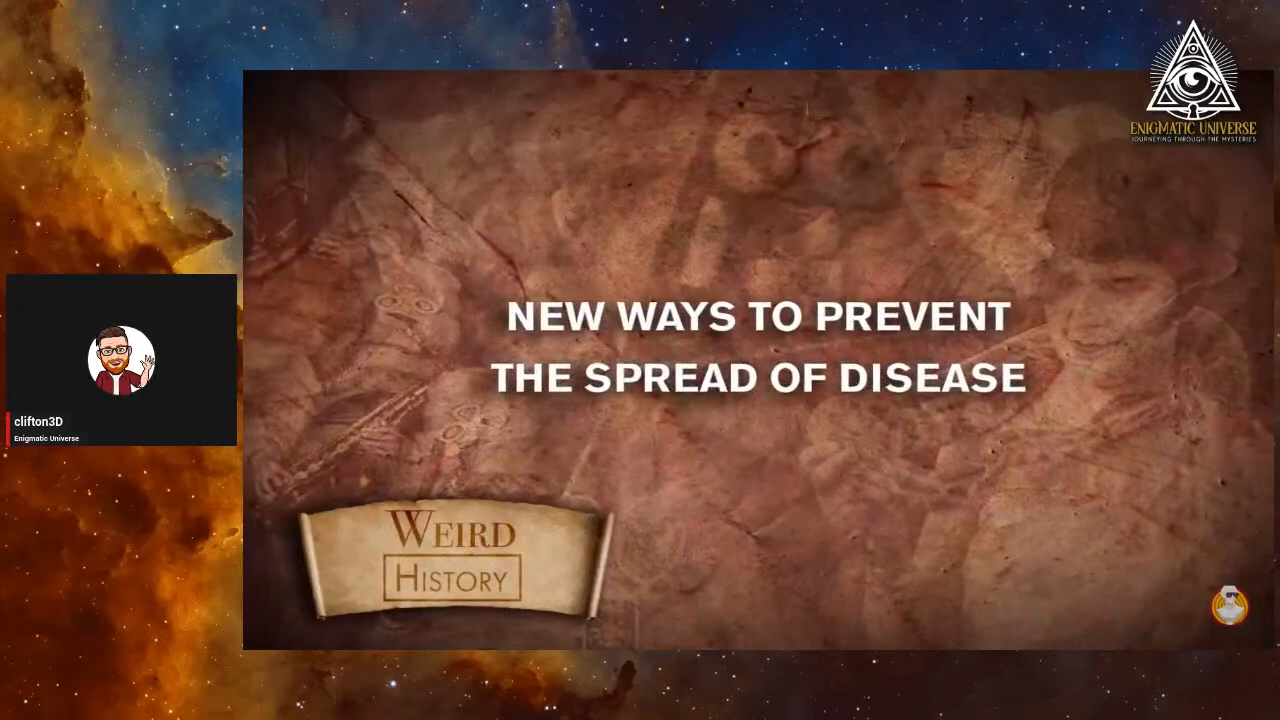 ENIGMATIC UNIVERSE
JOURNEYING THROUGH THE MYSTERIES
NEW WAYS TO PREVENT
THE SPREAD OF DISEASE
clifton3D
Enigmatic Universe
WEIRD
HISTORY